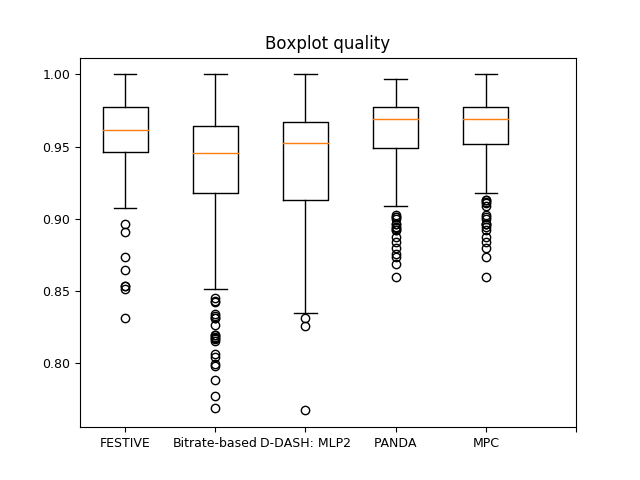 Boxplot quality
1.00
0.95
0.90
0.85
0.80
FESTIVE Bitrate-based D-DASH: MLP2 PANDA MPC